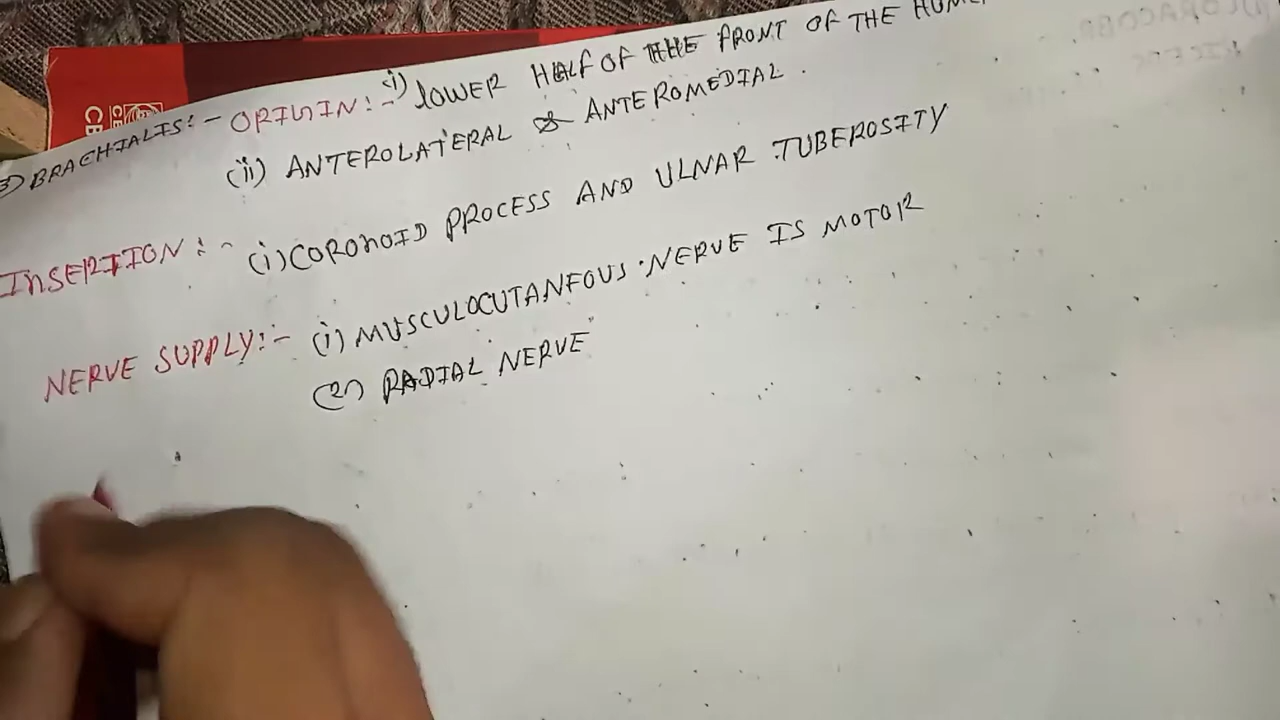 3) BRACHIALIS:- ORIGIN:- (i) LOWER HALF OF THE FRONT OF THE
(ii) ANTEROLATERAL & ANTEROMEDIAL.
INSERTION:- (i) CORONOID PROCESS AND ULNAR TUBEROSITY
NERVE SUPPLY:- (i) MUSCULOCUTANEOUS NERVE IS MOTOR
(2) RADIAL NERVE